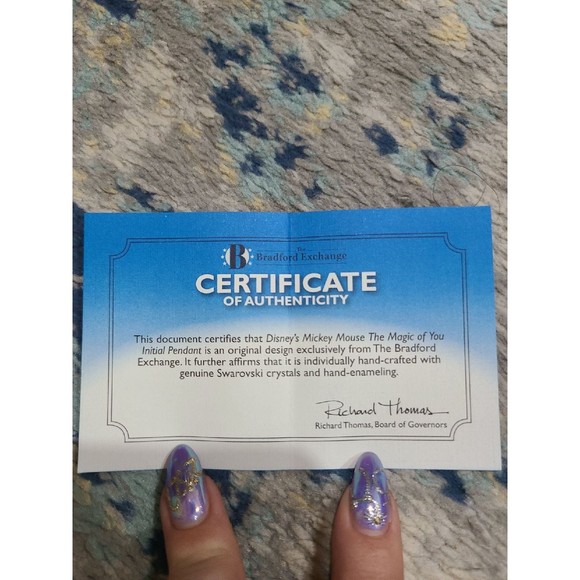 B
The
Bradford Exchange
CERTIFICATE
OF AUTHENTICITY
This document certifies that Disney's Mickey Mouse The Magic of You
Initial Pendant is an original design exclusively from The Bradford
Exchange. It further affirms that it is individually hand-crafted with
genuine Swarovski crystals and hand-enameling.
Richard Thomas
Richard Thomas, Board of Governors